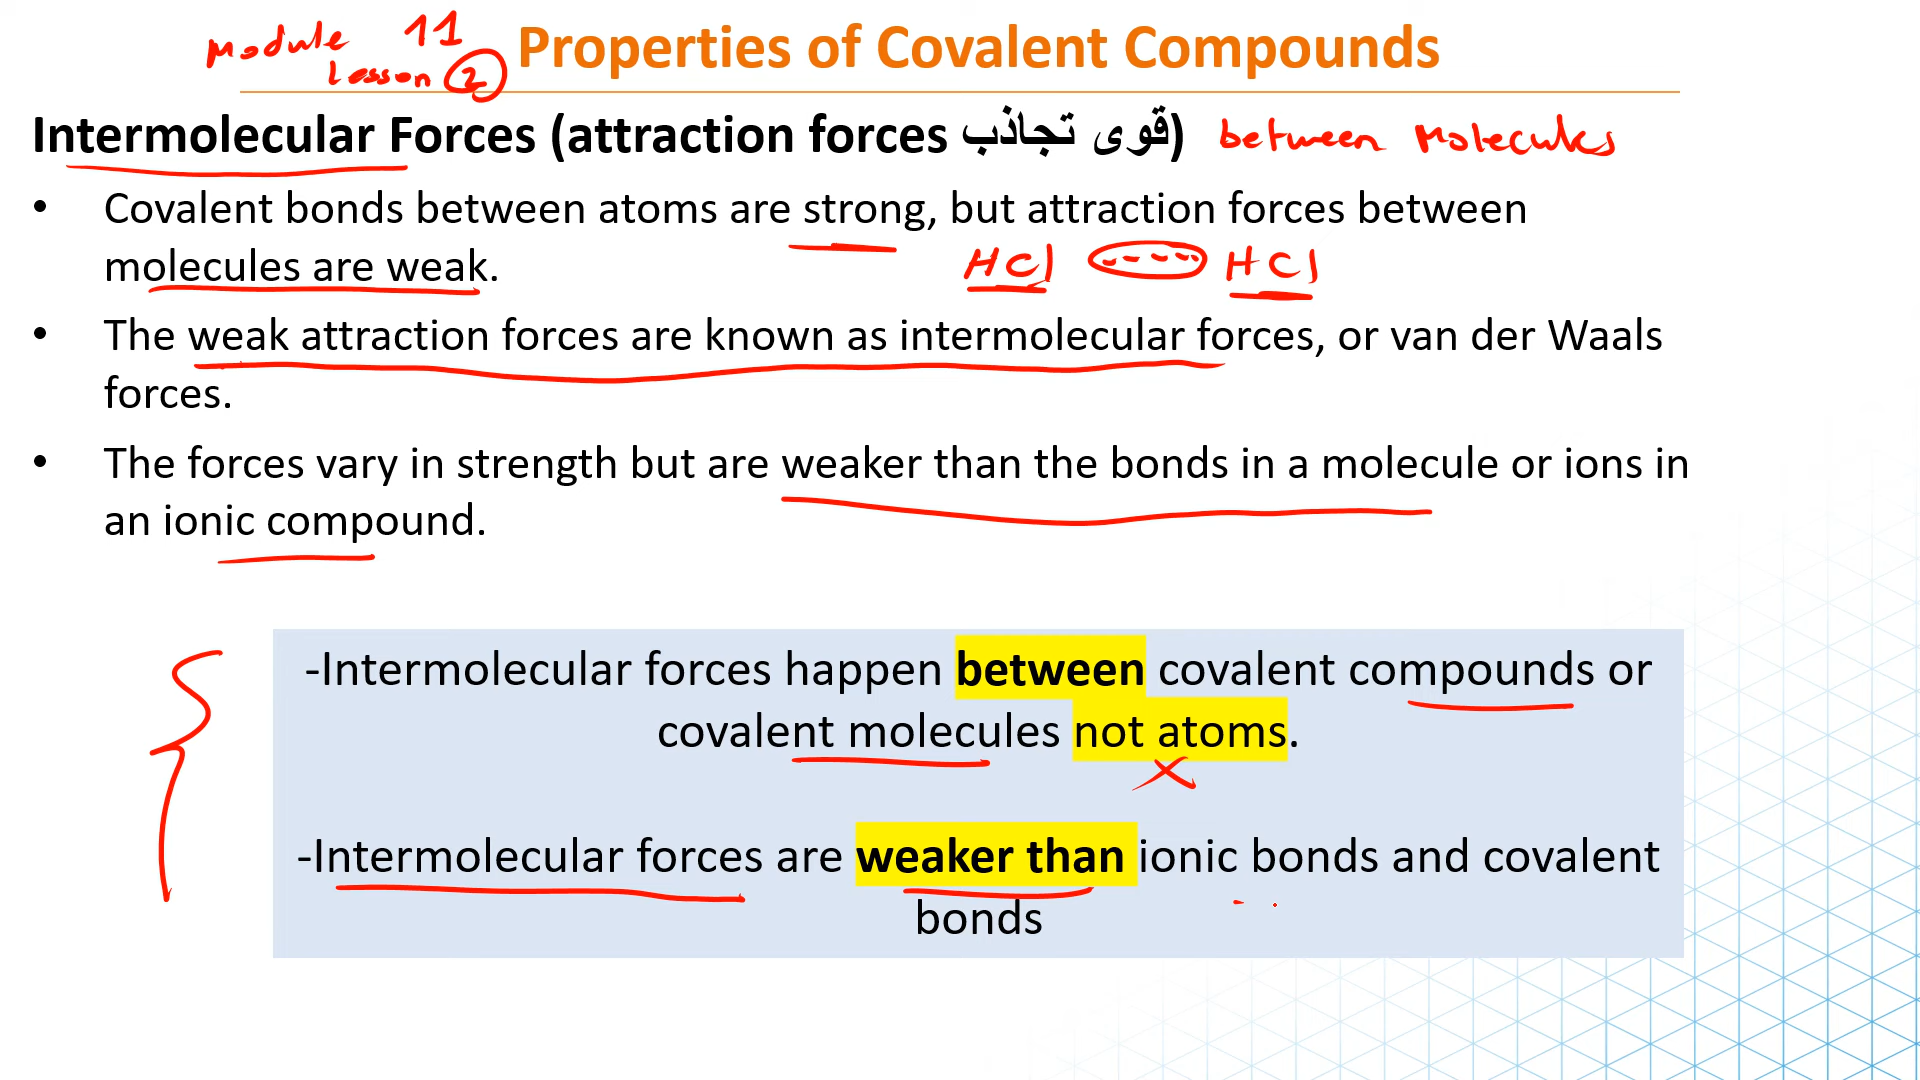 Module 11
Lesson 2
Properties of Covalent Compounds
Intermolecular Forces (attraction forces قوى تجاذب) between Molecules
• Covalent bonds between atoms are strong, but attraction forces between
molecules are weak.
HCl ----- HCl
• The weak attraction forces are known as intermolecular forces, or van der Waals
forces.
• The forces vary in strength but are weaker than the bonds in a molecule or ions in
an ionic compound.
-Intermolecular forces happen between covalent compounds or
covalent molecules not atoms.
-Intermolecular forces are weaker than ionic bonds and covalent
bonds